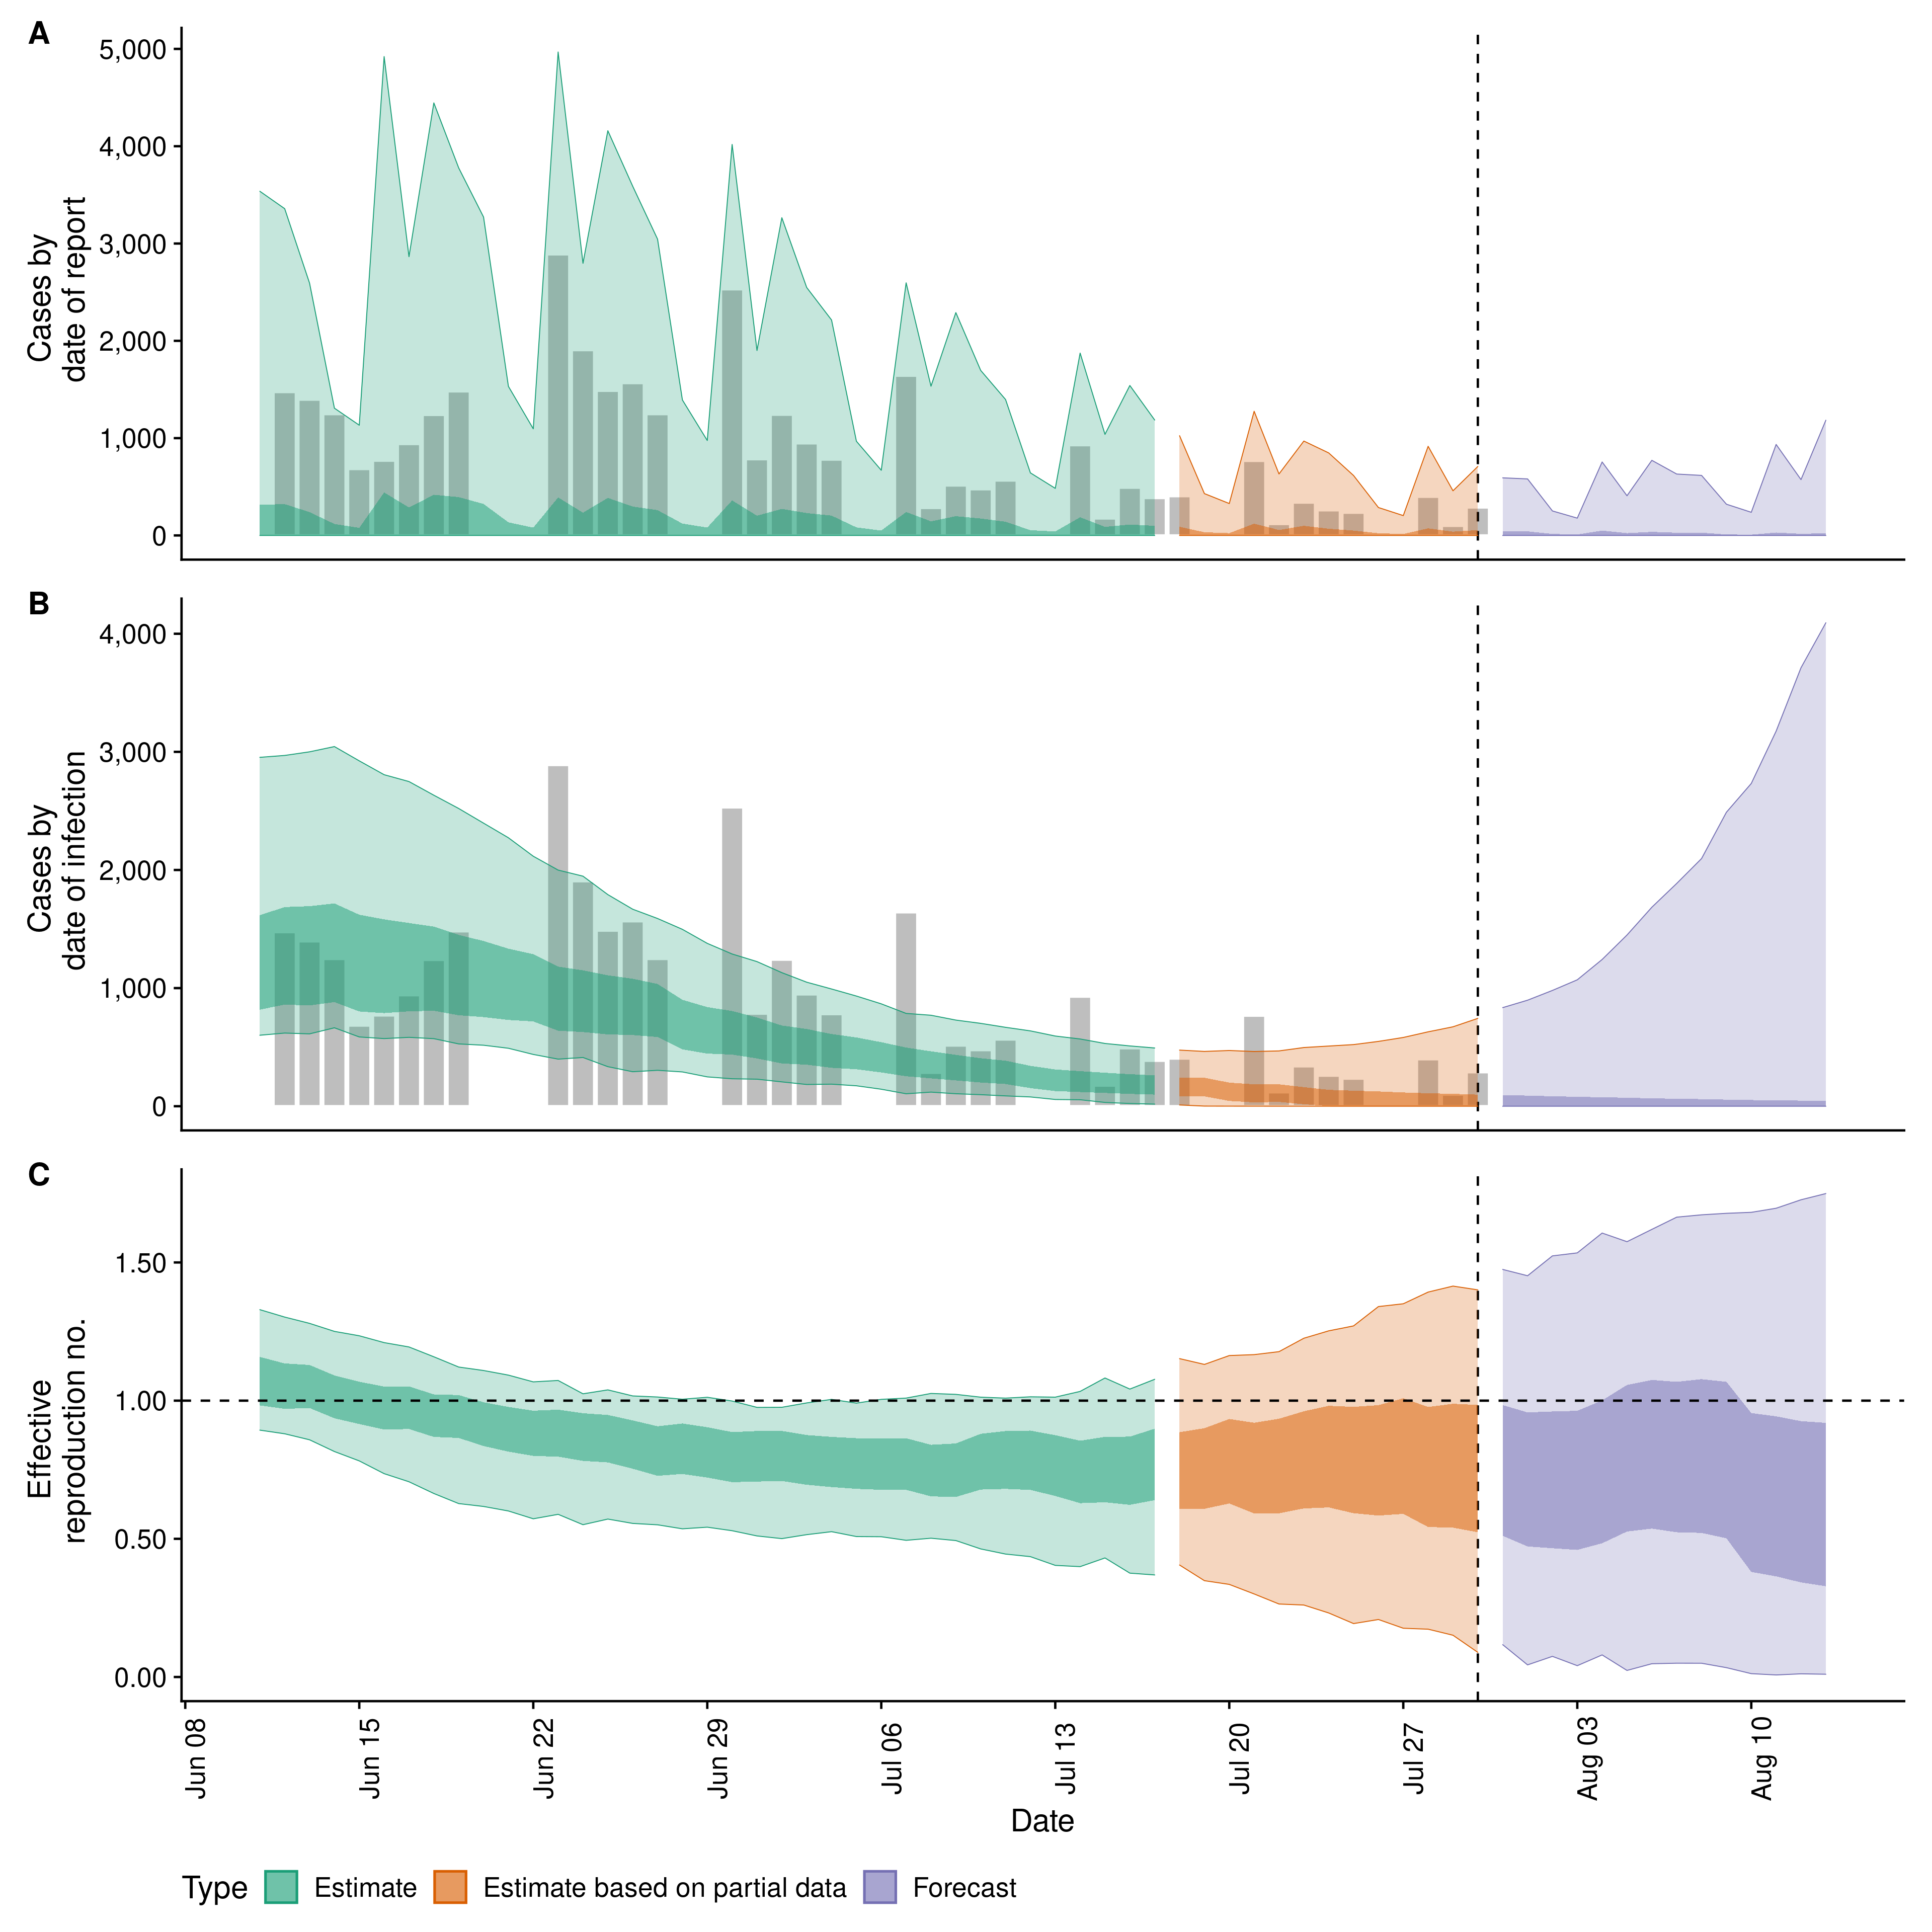 A
Cases by
date of report
5,000
4,000
3,000
2,000
1,000
0
B
Cases by
date of infection
4,000
3,000
2,000
1,000
0
C
Effective
reproduction no.
1.50
1.00
0.50
0.00
Jun 08
Jun 15
Jun 22
Jun 29
Jul 06
Jul 13
Jul 20
Jul 27
Aug 03
Aug 10
Date
Type Estimate Estimate based on partial data Forecast